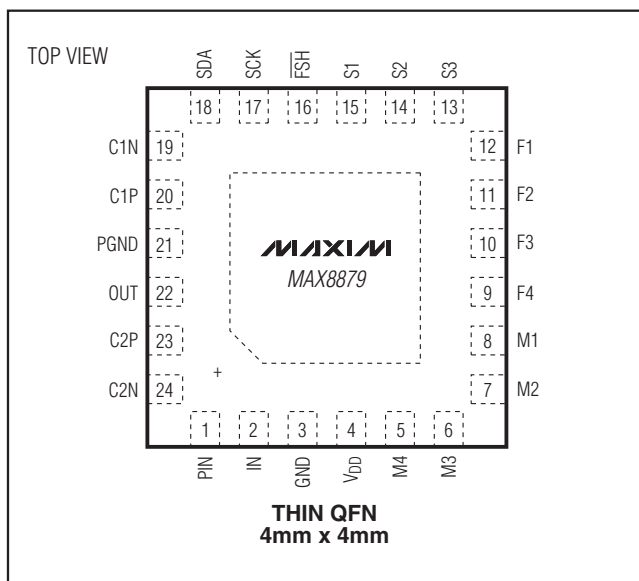 TOP VIEW
SDA SCK FSH S1 S2 S3
18 17 16 15 14 13
C1N 19 12 F1
C1P 20 11 F2
PGND 21 10 F3
OUT 22 9 F4
C2P 23 8 M1
C2N 24 7 M2
MAXIM
MAX8879
+
1 2 3 4 5 6
PIN IN GND VDD M4 M3
THIN QFN
4mm x 4mm